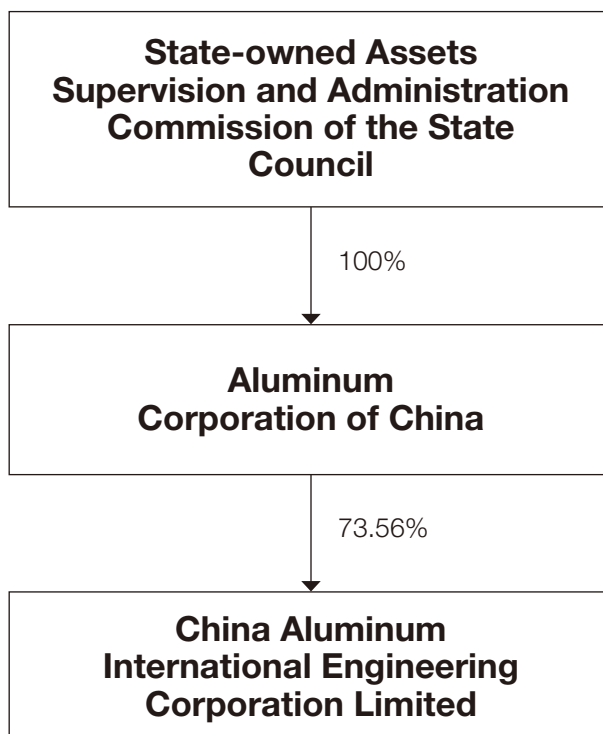 State-owned Assets
Supervision and Administration
Commission of the State
Council
100%
Aluminum
Corporation of China
73.56%
China Aluminum
International Engineering
Corporation Limited